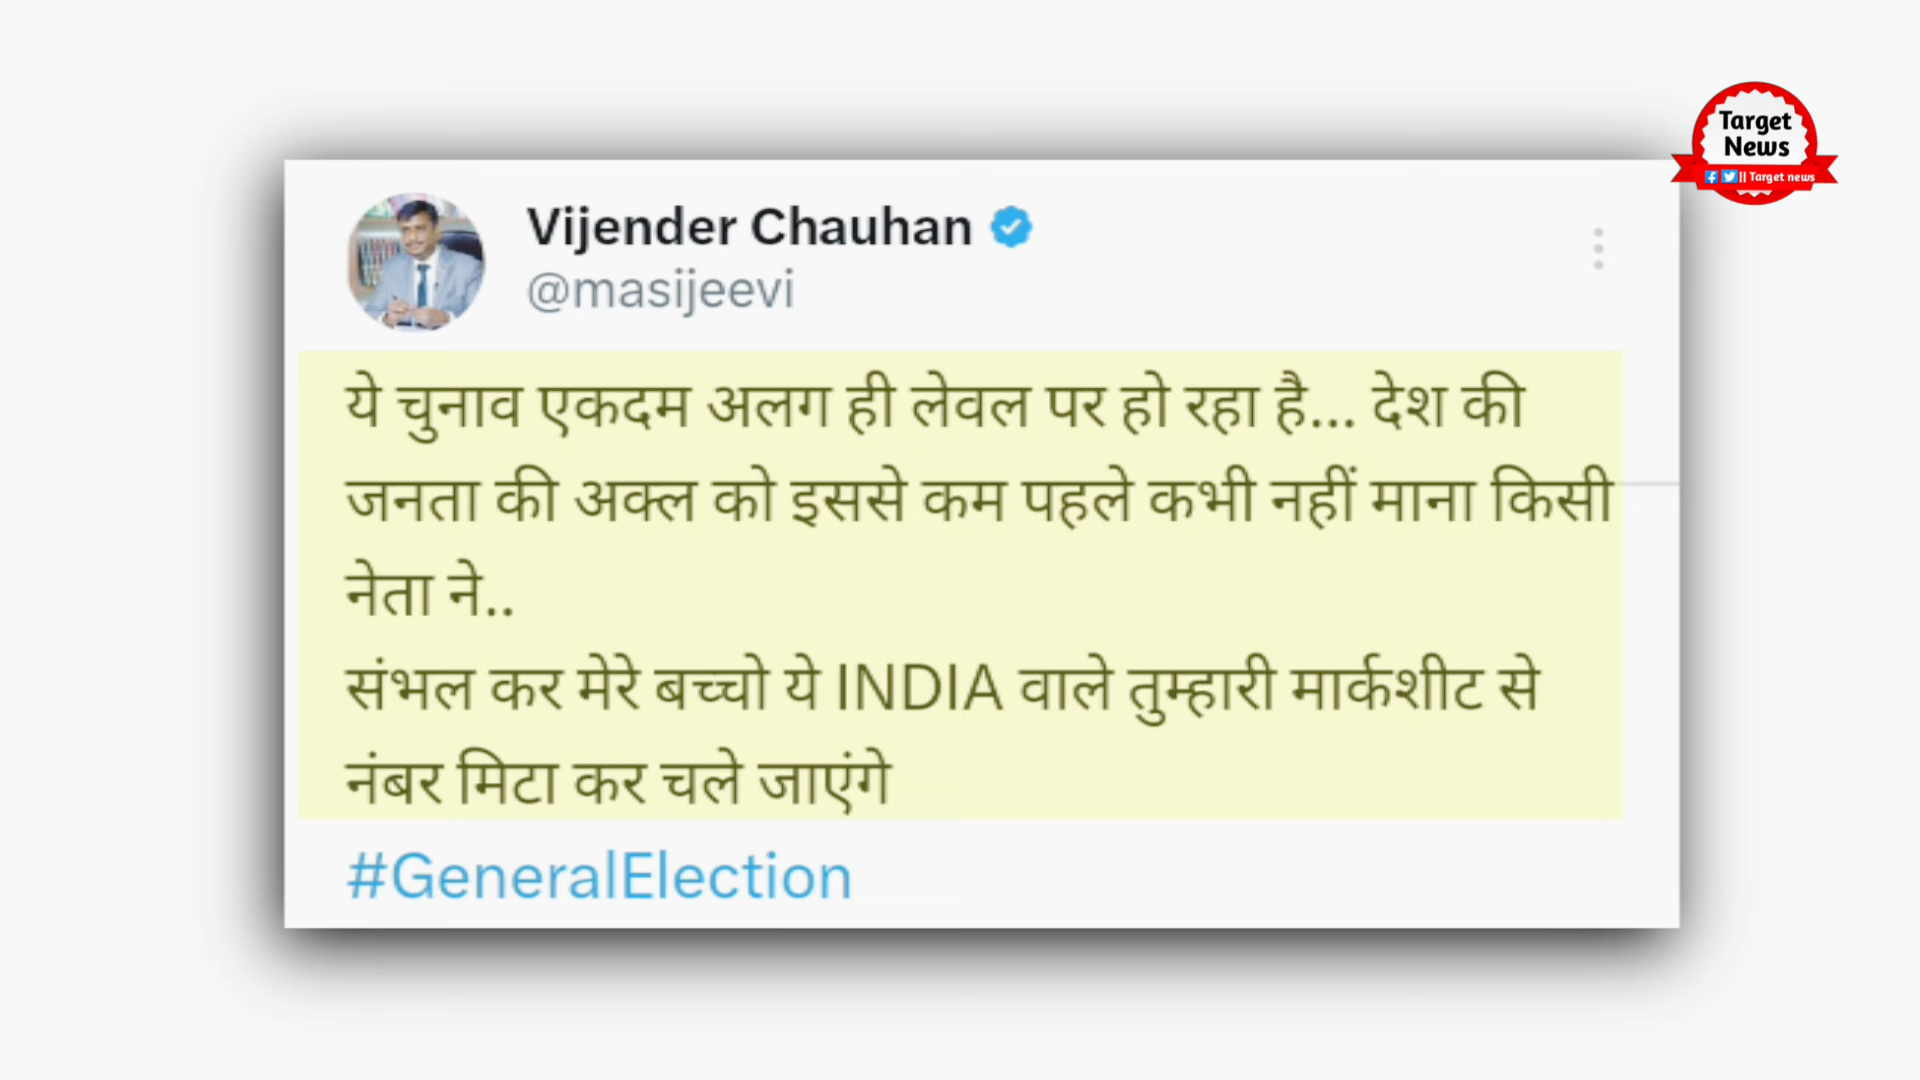 Target
News
|| Target news
Vijender Chauhan
@masijeevi
ये चुनाव एकदम अलग ही लेवल पर हो रहा है... देश की
जनता की अक्ल को इससे कम पहले कभी नहीं माना किसी
नेता ने..
संभल कर मेरे बच्चो ये INDIA वाले तुम्हारी मार्कशीट से
नंबर मिटा कर चले जाएंगे
#GeneralElection